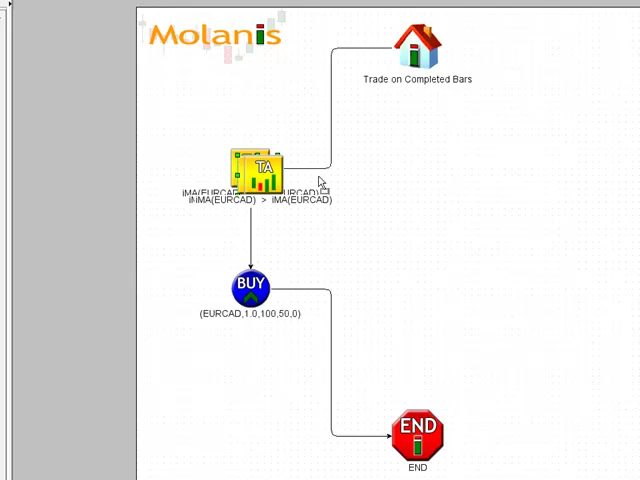 Molanis
Trade on Completed Bars
TA
iMA(EURCAD) > iMA(EURCAD)
BUY
(EURCAD,1.0,100,50,0)
END
END